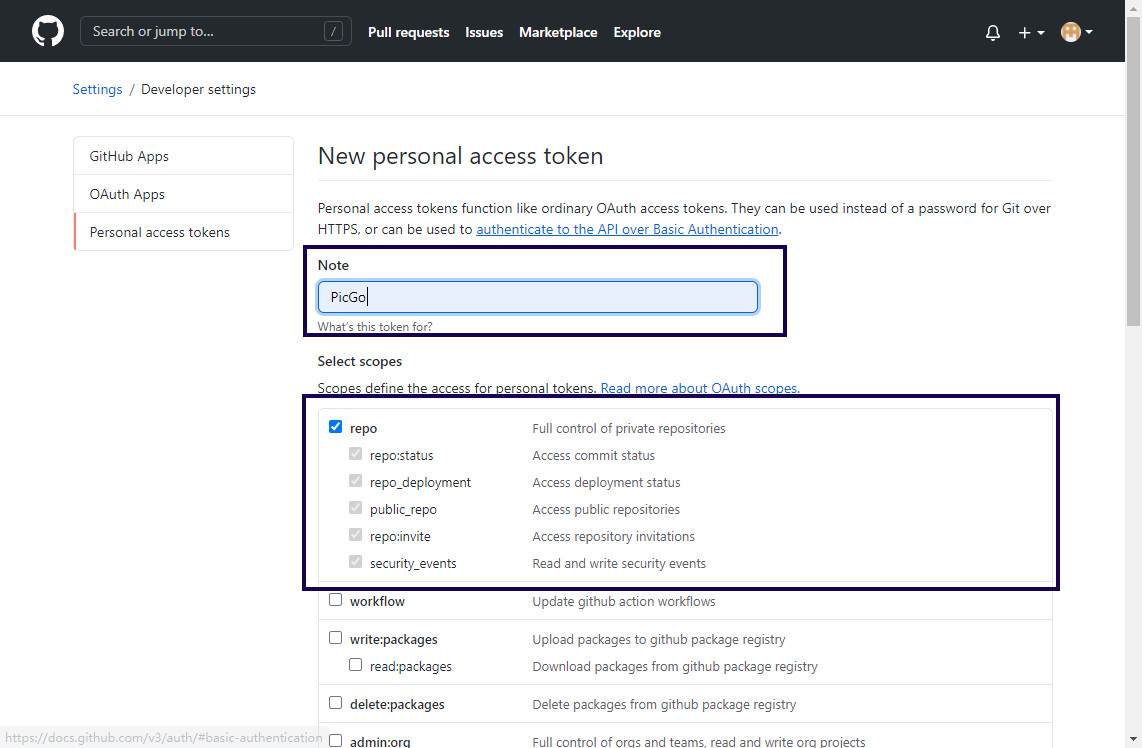 Search or jump to... /
Pull requests Issues Marketplace Explore
Settings / Developer settings
GitHub Apps
OAuth Apps
Personal access tokens
New personal access token
Personal access tokens function like ordinary OAuth access tokens. They can be used instead of a password for Git over
HTTPS, or can be used to authenticate to the API over Basic Authentication.
Note
PicGo
What's this token for?
Select scopes
Scopes define the access for personal tokens. Read more about OAuth scopes.
repo Full control of private repositories
repo:status Access commit status
repo_deployment Access deployment status
public_repo Access public repositories
repo:invite Access repository invitations
security_events Read and write security events
workflow Update github action workflows
write:packages Upload packages to github package registry
read:packages Download packages from github package registry
delete:packages Delete packages from github package registry
admin:org Full control of orgs and teams, read and write org projects
https://docs.github.com/v3/auth/#basic-authentication